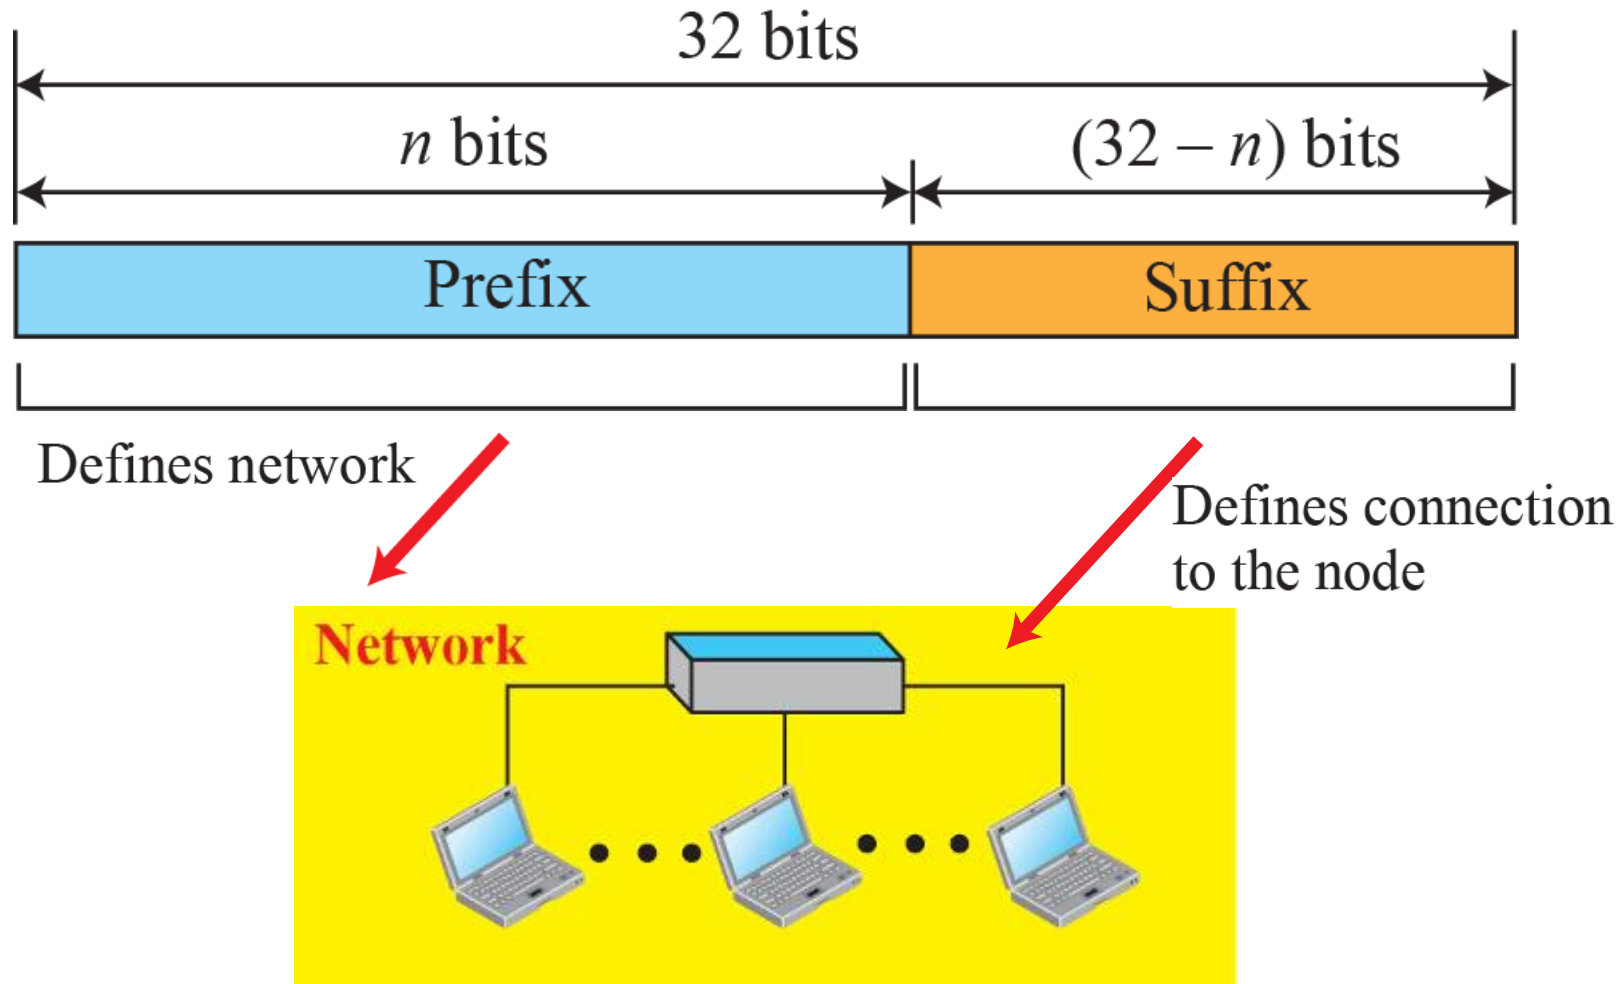 32 bits
n bits
(32 – n) bits
Prefix
Suffix
Defines network
Defines connection
to the node
Network